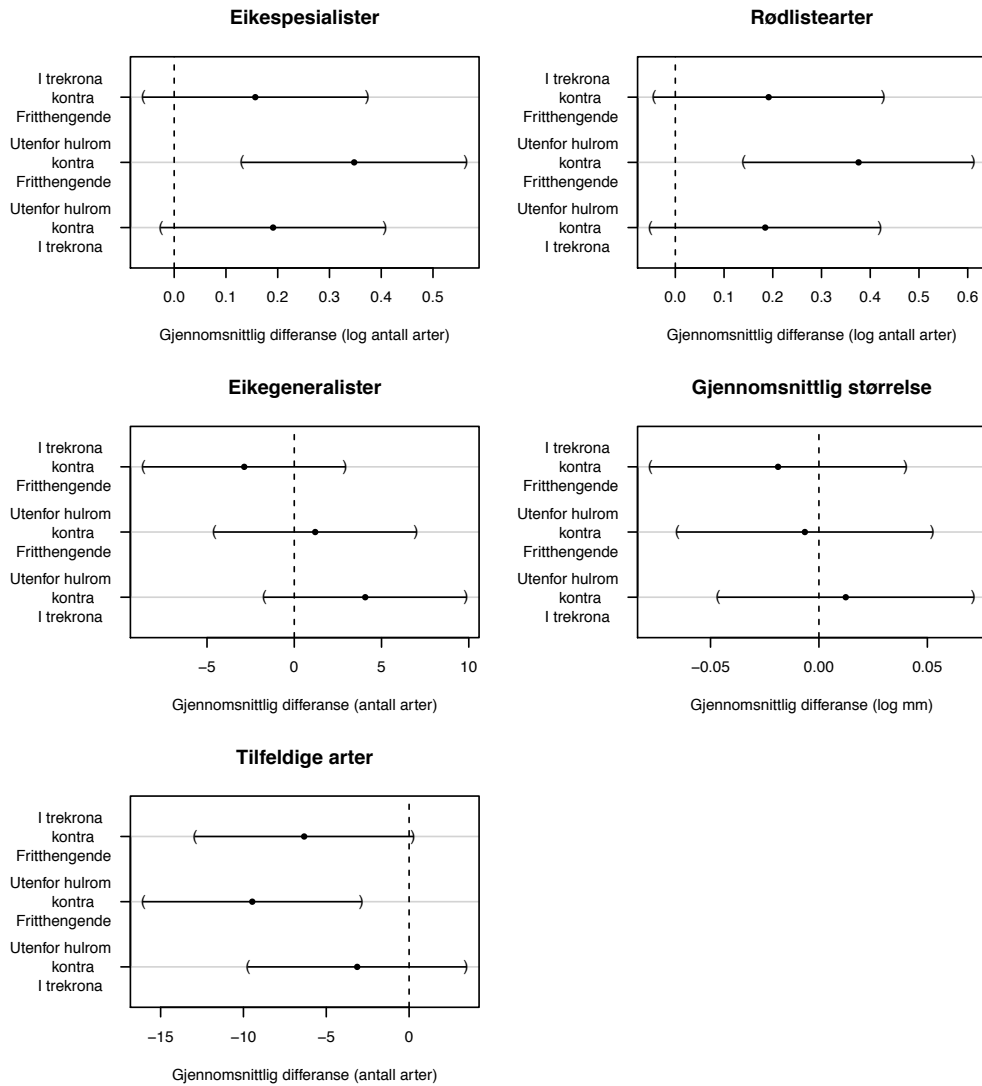 Eikespesialister
I trekrona
kontra
Fritthengende
Utenfor hulrom
kontra
Fritthengende
Utenfor hulrom
kontra
I trekrona
0.0 0.1 0.2 0.3 0.4 0.5
Gjennomsnittlig differanse (log antall arter)
Rødlistearter
I trekrona
kontra
Fritthengende
Utenfor hulrom
kontra
Fritthengende
Utenfor hulrom
kontra
I trekrona
0.0 0.1 0.2 0.3 0.4 0.5 0.6
Gjennomsnittlig differanse (log antall arter)
Eikegeneralister
I trekrona
kontra
Fritthengende
Utenfor hulrom
kontra
Fritthengende
Utenfor hulrom
kontra
I trekrona
−5 0 5 10
Gjennomsnittlig differanse (antall arter)
Gjennomsnittlig størrelse
I trekrona
kontra
Fritthengende
Utenfor hulrom
kontra
Fritthengende
Utenfor hulrom
kontra
I trekrona
−0.05 0.00 0.05
Gjennomsnittlig differanse (log mm)
Tilfeldige arter
I trekrona
kontra
Fritthengende
Utenfor hulrom
kontra
Fritthengende
Utenfor hulrom
kontra
I trekrona
−15 −10 −5 0
Gjennomsnittlig differanse (antall arter)